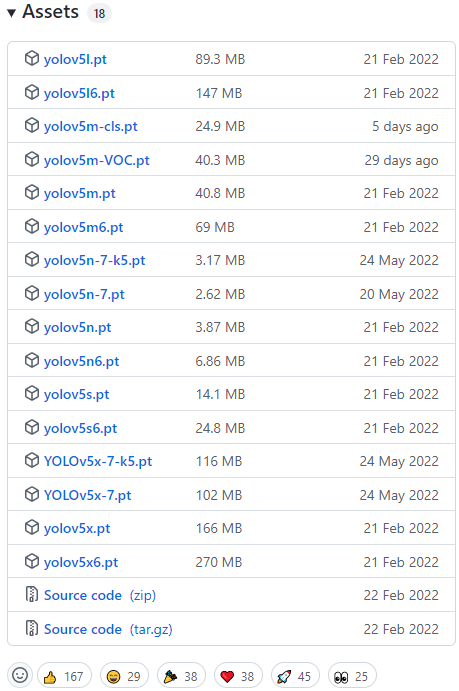 Assets 18
yolov5l.pt 89.3 MB 21 Feb 2022
yolov5l6.pt 147 MB 21 Feb 2022
yolov5m-cls.pt 24.9 MB 5 days ago
yolov5m-VOC.pt 40.3 MB 29 days ago
yolov5m.pt 40.8 MB 21 Feb 2022
yolov5m6.pt 69 MB 21 Feb 2022
yolov5n-7-k5.pt 3.17 MB 24 May 2022
yolov5n-7.pt 2.62 MB 20 May 2022
yolov5n.pt 3.87 MB 21 Feb 2022
yolov5n6.pt 6.86 MB 21 Feb 2022
yolov5s.pt 14.1 MB 21 Feb 2022
yolov5s6.pt 24.8 MB 21 Feb 2022
YOLOv5x-7-k5.pt 116 MB 24 May 2022
YOLOv5x-7.pt 102 MB 24 May 2022
yolov5x.pt 166 MB 21 Feb 2022
yolov5x6.pt 270 MB 21 Feb 2022
Source code (zip) 22 Feb 2022
Source code (tar.gz) 22 Feb 2022
167 29 38 38 45 25